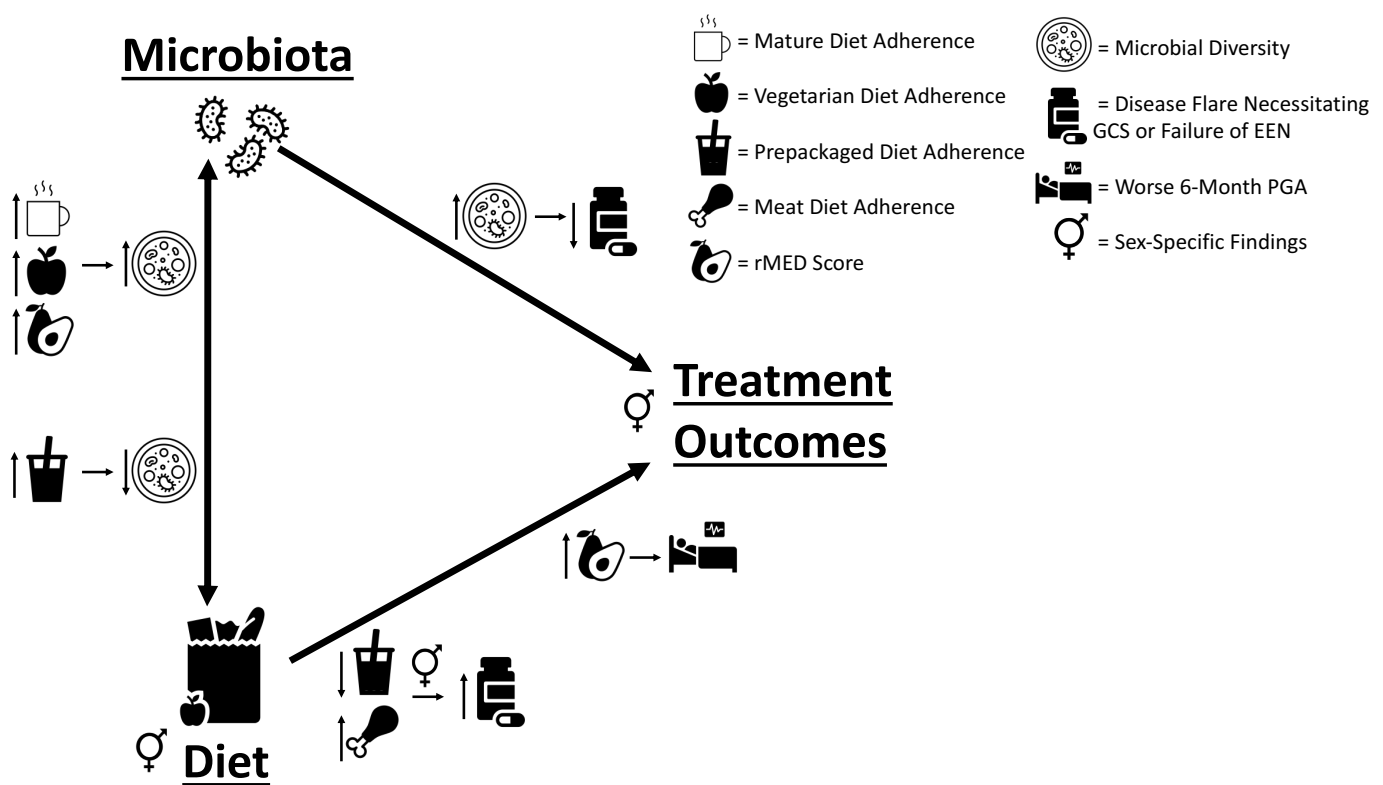 Microbiota
= Mature Diet Adherence
= Vegetarian Diet Adherence
= Prepackaged Diet Adherence
= Meat Diet Adherence
= rMED Score
= Microbial Diversity
= Disease Flare Necessitating
GCS or Failure of EEN
= Worse 6-Month PGA
= Sex-Specific Findings
Treatment
Outcomes
Diet